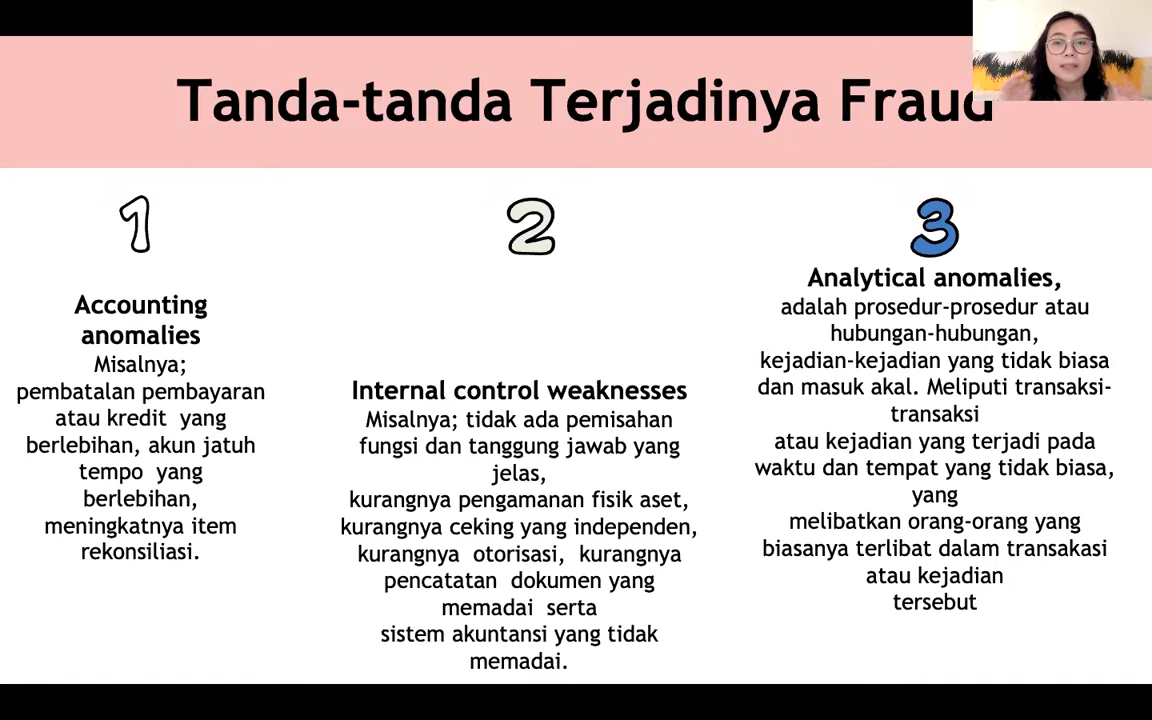 Tanda-tanda Terjadinya Fraud
1
Accounting
anomalies
Misalnya;
pembatalan pembayaran
atau kredit yang
berlebihan, akun jatuh
tempo yang
berlebihan,
meningkatnya item
rekonsiliasi.
2
Internal control weaknesses
Misalnya; tidak ada pemisahan
fungsi dan tanggung jawab yang
jelas,
kurangnya pengamanan fisik aset,
kurangnya ceking yang independen,
kurangnya otorisasi, kurangnya
pencatatan dokumen yang
memadai serta
sistem akuntansi yang tidak
memadai.
3
Analytical anomalies,
adalah prosedur-prosedur atau
hubungan-hubungan,
kejadian-kejadian yang tidak biasa
dan masuk akal. Meliputi transaksi-
transaksi
atau kejadian yang terjadi pada
waktu dan tempat yang tidak biasa,
yang
melibatkan orang-orang yang
biasanya terlibat dalam transakasi
atau kejadian
tersebut